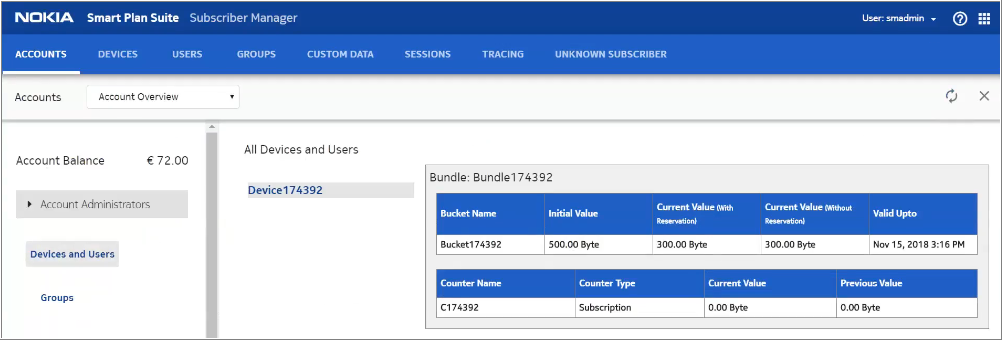 NOKIA Smart Plan Suite Subscriber Manager User: smadmin
ACCOUNTS DEVICES USERS GROUPS CUSTOM DATA SESSIONS TRACING UNKNOWN SUBSCRIBER
Accounts Account Overview
Account Balance € 72.00
Account Administrators
Devices and Users
Groups
All Devices and Users
Device174392
Bundle: Bundle174392
Bucket Name Initial Value Current Value (With Reservation) Current Value (Without Reservation) Valid Upto
Bucket174392 500.00 Byte 300.00 Byte 300.00 Byte Nov 15, 2018 3:16 PM
Counter Name Counter Type Current Value Previous Value
C174392 Subscription 0.00 Byte 0.00 Byte